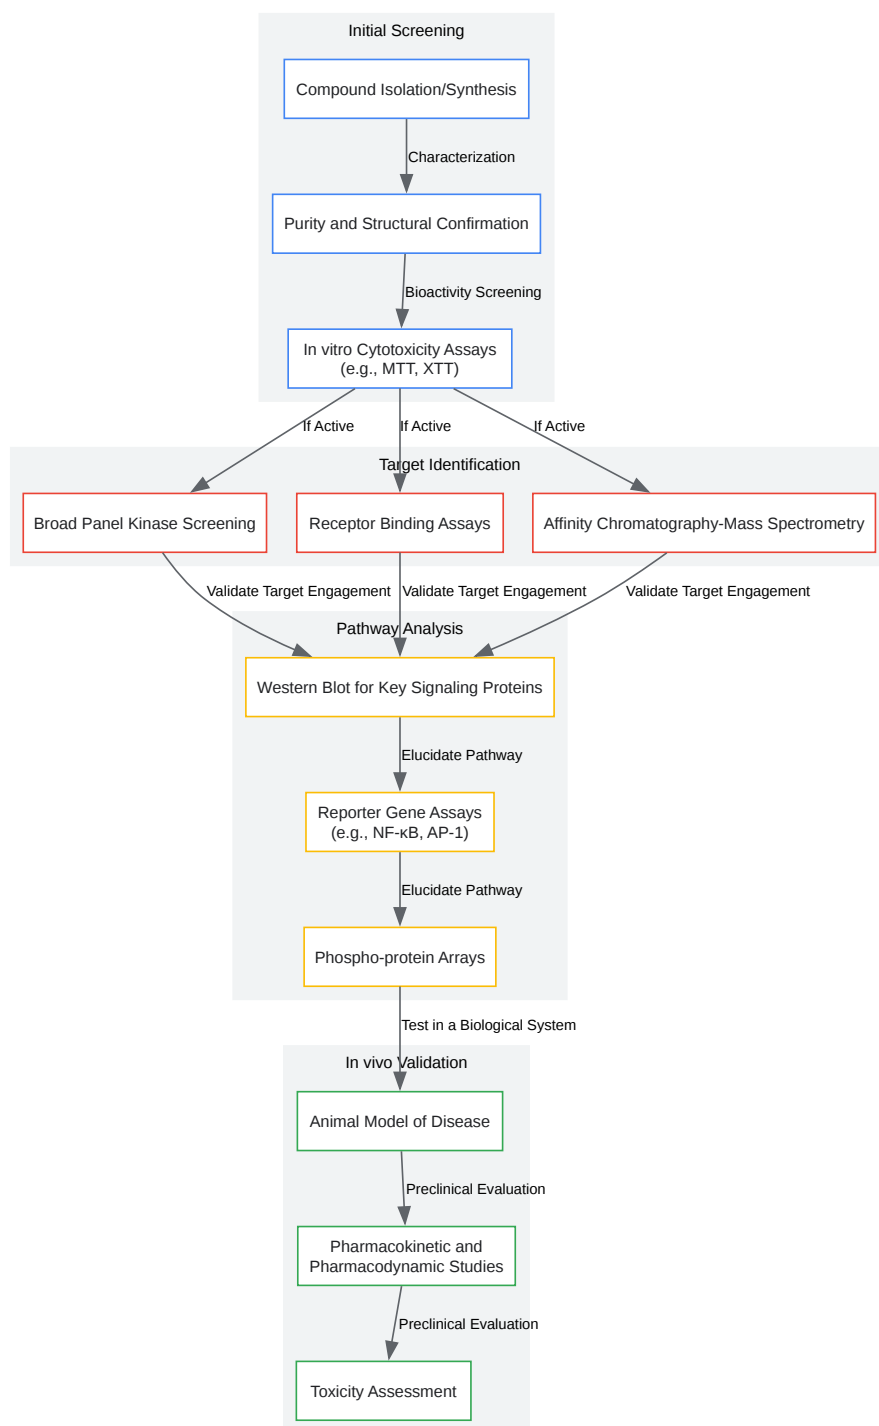 Initial Screening
Compound Isolation/Synthesis
Characterization
Purity and Structural Confirmation
Bioactivity Screening
In vitro Cytotoxicity Assays
(e.g., MTT, XTT)
If Active
If Active
If Active
Target Identification
Broad Panel Kinase Screening
Receptor Binding Assays
Affinity Chromatography-Mass Spectrometry
Validate Target Engagement
Validate Target Engagement
Validate Target Engagement
Pathway Analysis
Western Blot for Key Signaling Proteins
Elucidate Pathway
Reporter Gene Assays
(e.g., NF-κB, AP-1)
Elucidate Pathway
Phospho-protein Arrays
Test in a Biological System
In vivo Validation
Animal Model of Disease
Preclinical Evaluation
Pharmacokinetic and
Pharmacodynamic Studies
Preclinical Evaluation
Toxicity Assessment